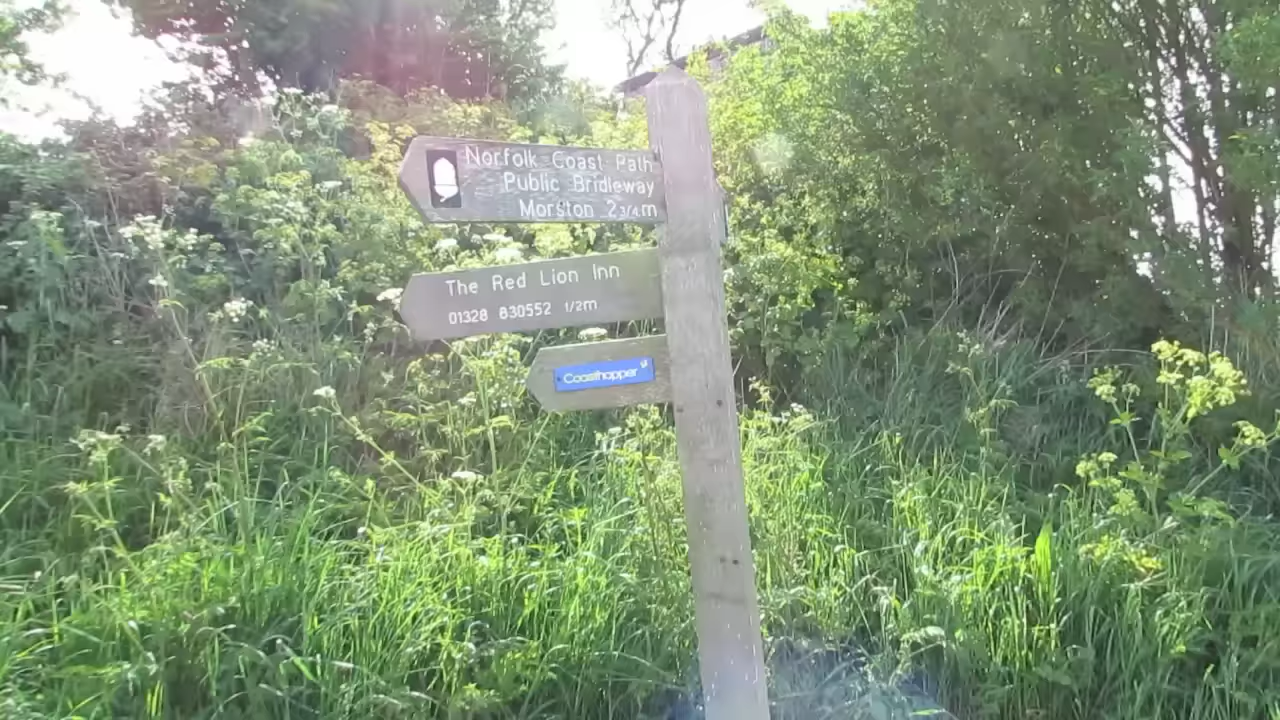 Norfolk Coast Path
Public Bridleway
Morston 2 3/4 m
The Red Lion Inn
01328 830552 1/2m
Coasthopper